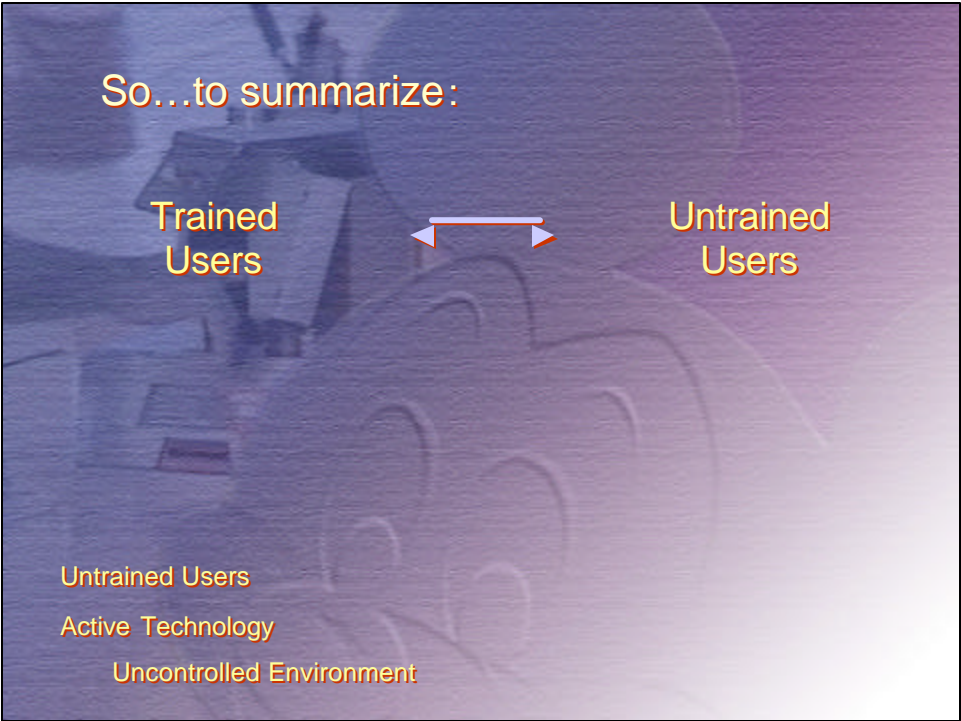 So…to summarize:
Trained
Users
Untrained
Users
Untrained Users
Active Technology
Uncontrolled Environment